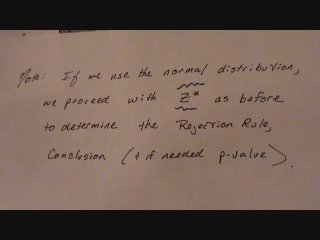 Note: If we use the normal distribution,
we proceed with Z* as before
to determine the Rejection Rule,
Conclusion (+ if needed p-value).